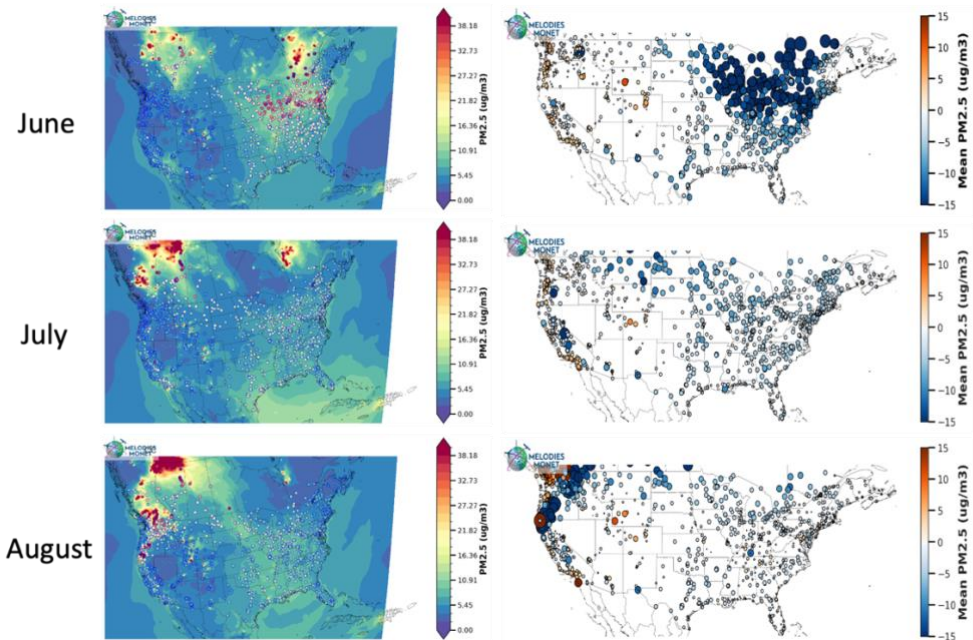 MELODIES
MONET
38.18
32.73
27.27
21.82
16.36
10.91
5.45
0.00
PM2.5 (ug/m3)
MELODIES
MONET
15
10
5
0
−5
−10
−15
Mean PM2.5 (ug/m3)
June
MELODIES
MONET
38.18
32.73
27.27
21.82
16.36
10.91
5.45
0.00
PM2.5 (ug/m3)
MELODIES
MONET
15
10
5
0
−5
−10
−15
Mean PM2.5 (ug/m3)
July
MELODIES
MONET
38.18
32.73
27.27
21.82
16.36
10.91
5.45
0.00
PM2.5 (ug/m3)
MELODIES
MONET
15
10
5
0
−5
−10
−15
Mean PM2.5 (ug/m3)
August